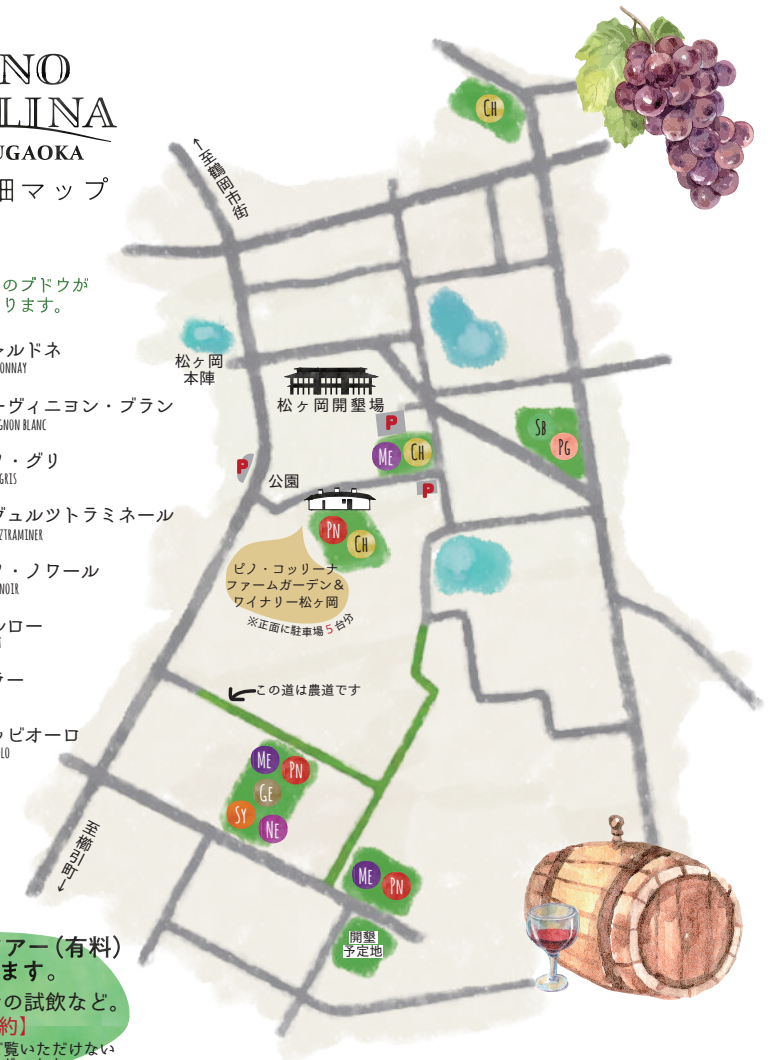 NO
LINA
UGAOKA
畑マップ
のブドウが
ります。
ャルドネ
ONNAY
ーヴィニヨン・ブラン
GNON BLANC
ノ・グリ
GRIS
ヴュルツトラミネール
ZTRAMINER
ノ・ノワール
NOIR
ルロー
ラー
ッビオーロ
LO
アー（有料）
ます。
の試飲など。
約】
ご覧いただけない
↑至鶴岡市街
CH
松ヶ岡
本陣
松ヶ岡開墾場
P
ME
CH
SB
PG
P
公園
P
PN
CH
ピノ・コッリーナ
ファームガーデン&
ワイナリー松ヶ岡
※正面に駐車場5台分
この道は農道です
ME
PN
GE
SY
NE
至櫛引町↓
ME
PN
開墾
予定地